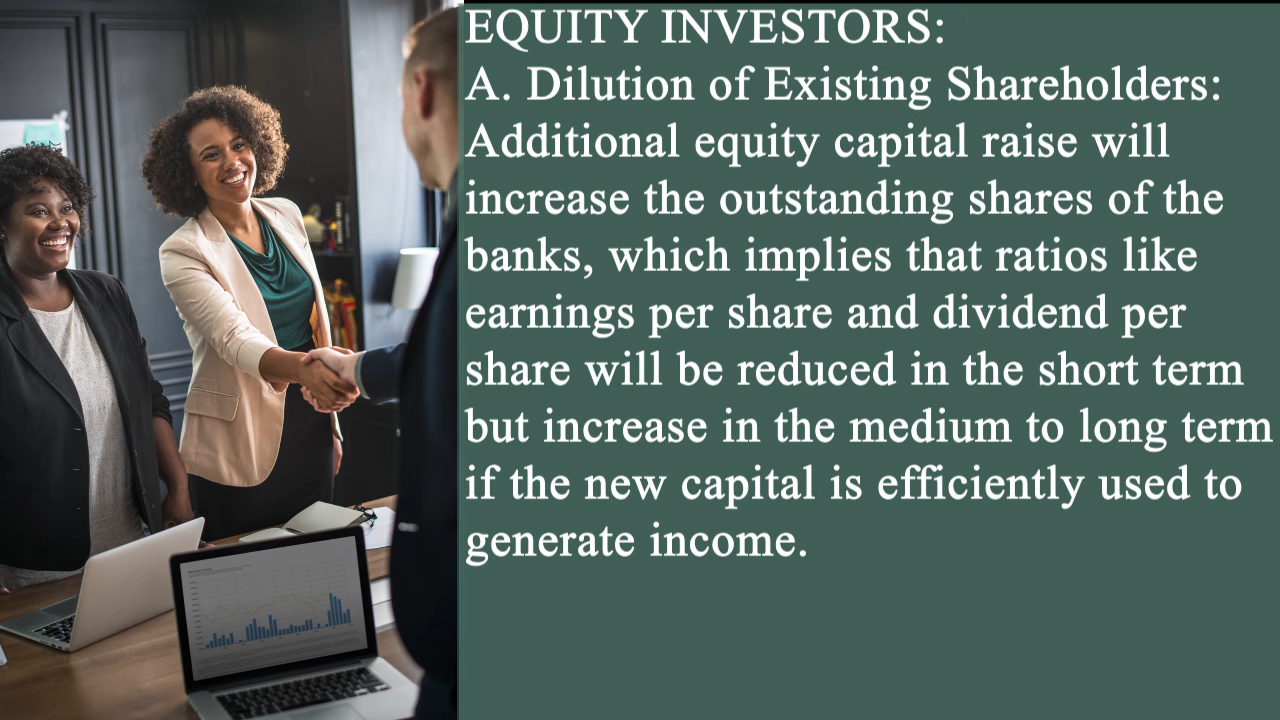 EQUITY INVESTORS:
A. Dilution of Existing Shareholders:
Additional equity capital raise will
increase the outstanding shares of the
banks, which implies that ratios like
earnings per share and dividend per
share will be reduced in the short term
but increase in the medium to long term
if the new capital is efficiently used to
generate income.